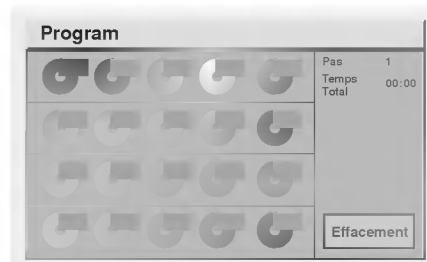 Program
Pas 1
Temps
Total 00:00
Effacement